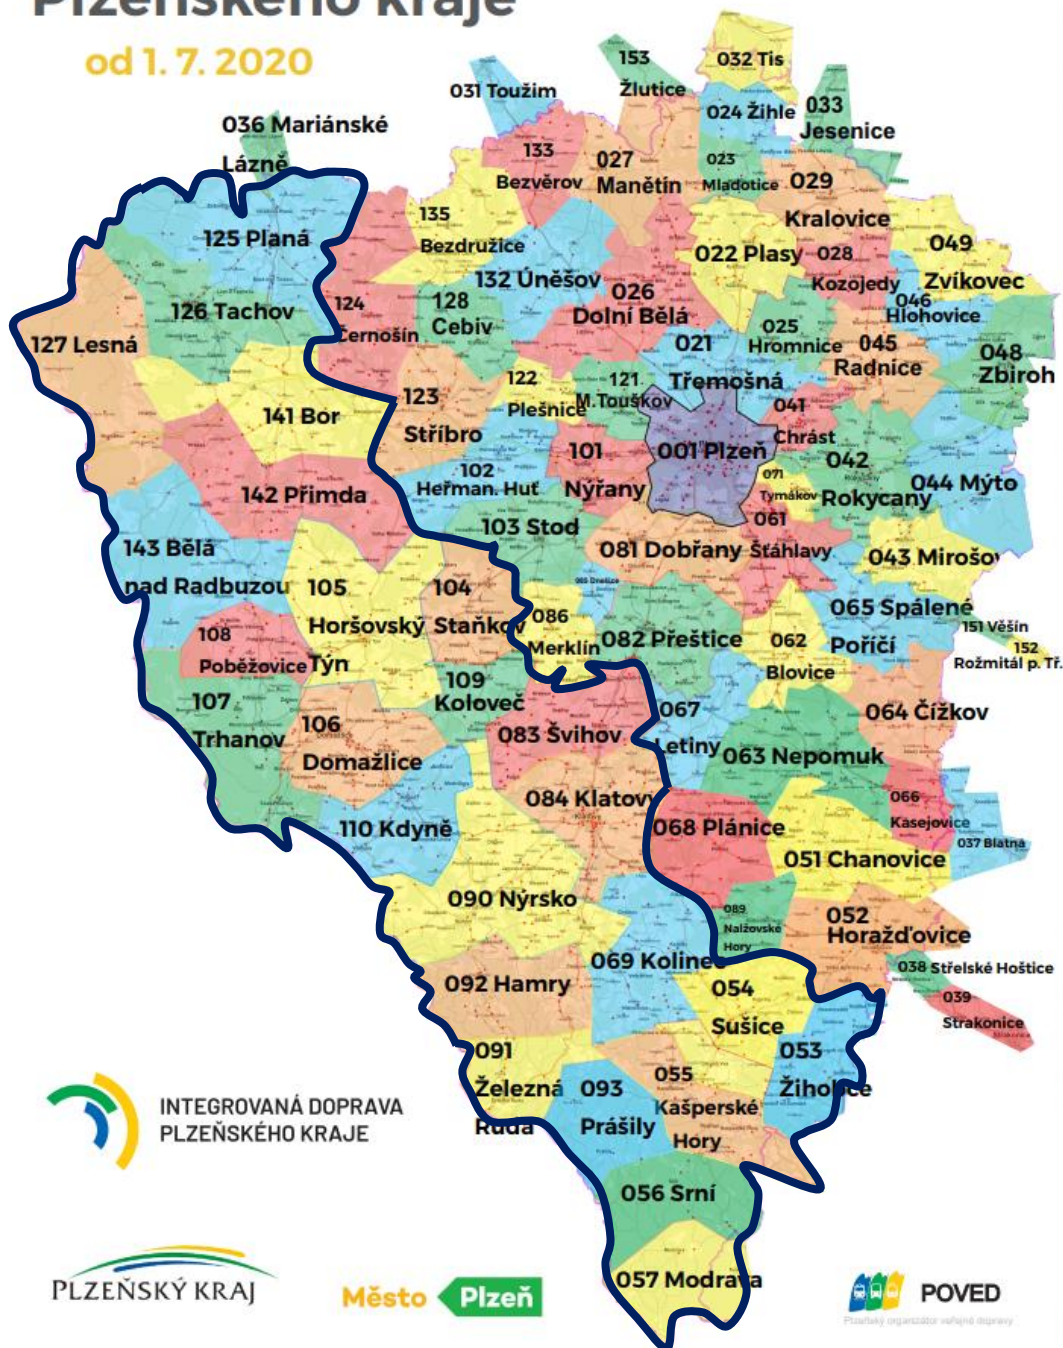 Plzeňského kraje
od 1. 7. 2020
032 Tis
153
Žlutice
031 Toužim
024 Žihle
033
Jesenice
036 Mariánské
Lázně
133
Bezvěrov
027
Manětín
023
Mladotice
029
Kralovice
135
Bezdružice
125 Planá
022 Plasy
028
Kozojedy
049
Zvíkovec
132 Úněšov
026
Dolní Bělá
046
Hlohovice
126 Tachov
124
Černošín
128
Cebiv
025
Hromnice
045
Radnice
048
Zbiroh
127 Lesná
021
Třemošná
122
Plešnice
121
M.Touškov
123
Stříbro
041
Chrást
141 Bor
101
Nýřany
001 Plzeň
042
Rokycany
044 Mýto
102
Heřman. Huť
071
Tymákov
142 Přimda
103 Stod
061
Šťáhlavy
081 Dobřany
043 Mirošov
143 Bělá
nad Radbuzou
105
Horšovský
Týn
104
Staňkov
086
Merklín
082 Přeštice
062
Blovice
065 Spálené
Poříčí
151 Věšín
152
Rožmitál p. Tř.
108
Poběžovice
107
Trhanov
109
Koloveč
106
Domažlice
083 Švihov
067
Letiny
064 Čížkov
063 Nepomuk
084 Klatovy
066
Kasejovice
110 Kdyně
068 Plánice
037 Blatná
051 Chanovice
090 Nýrsko
089
Nalžovské
Hory
052
Horažďovice
069 Kolinec
038 Střelské Hoštice
092 Hamry
054
Sušice
039
Strakonice
091
Železná
Ruda
093
Prášily
055
Kašperské
Hory
053
Žihobce
056 Srní
057 Modrava
INTEGROVANÁ DOPRAVA
PLZEŇSKÉHO KRAJE
PLZEŇSKÝ KRAJ
Město Plzeň
POVED
Plzeňský organizátor veřejné dopravy